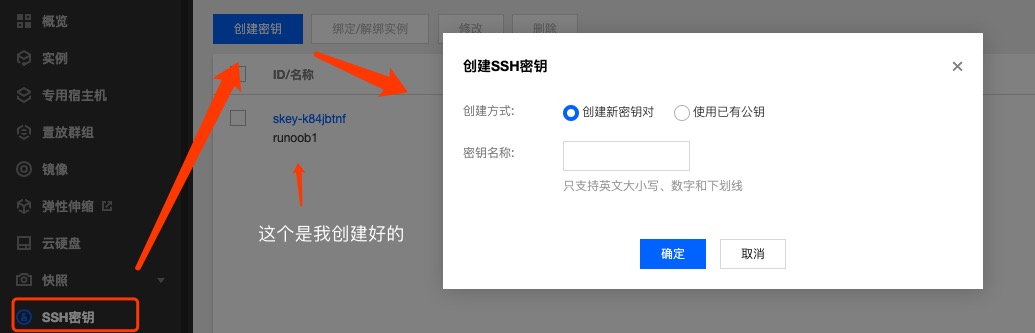 概览
实例
专用宿主机
置放群组
镜像
弹性伸缩
云硬盘
快照
SSH密钥
创建密钥
绑定/解绑实例
修改
删除
ID/名称
skey-k84jbtnf
runoob1
这个是我创建好的
创建SSH密钥
创建方式:
创建新密钥对
使用已有公钥
密钥名称:
只支持英文大小写、数字和下划线
确定
取消